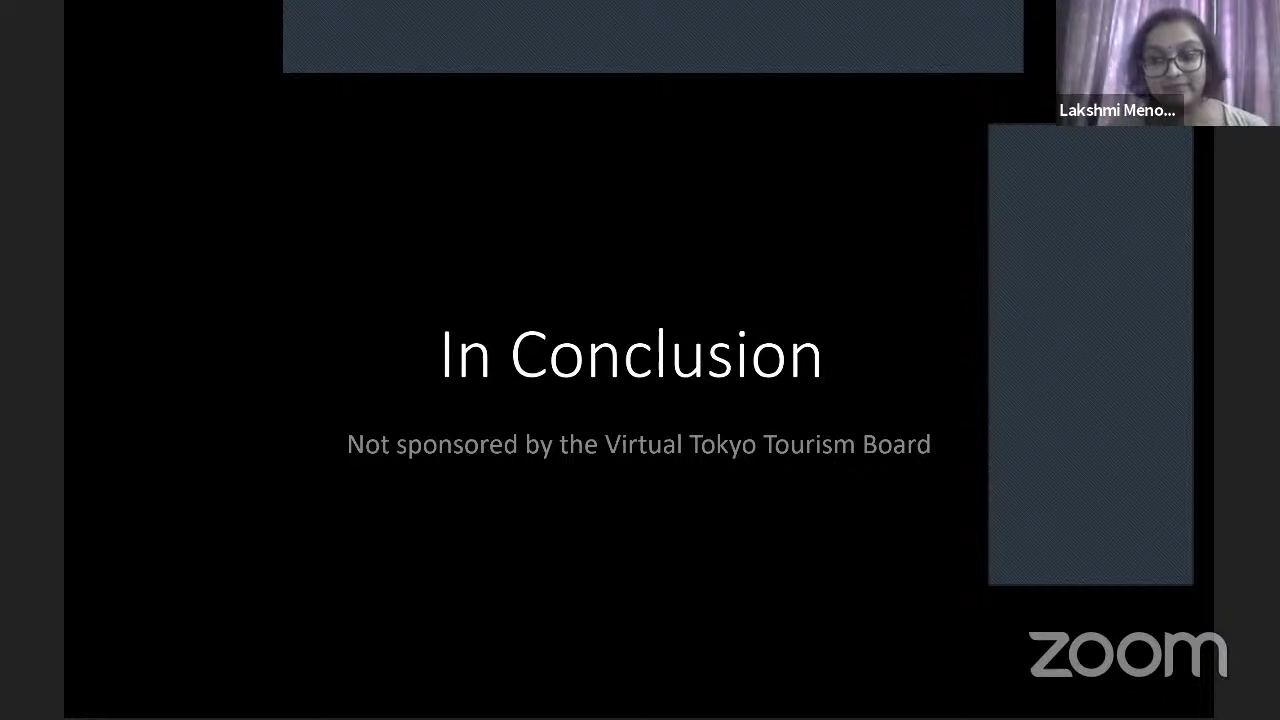 Lakshmi Meno...
In Conclusion
Not sponsored by the Virtual Tokyo Tourism Board
zoom